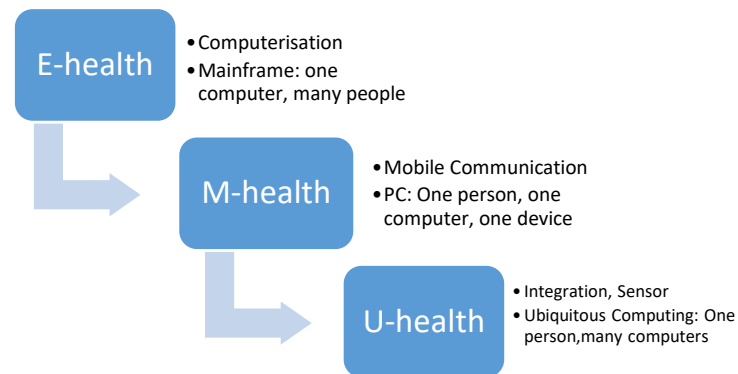 E-health
•Computerisation
•Mainframe: one
computer, many people
M-health
•Mobile Communication
•PC: One person, one
computer, one device
U-health
•Integration, Sensor
•Ubiquitous Computing: One
person,many computers